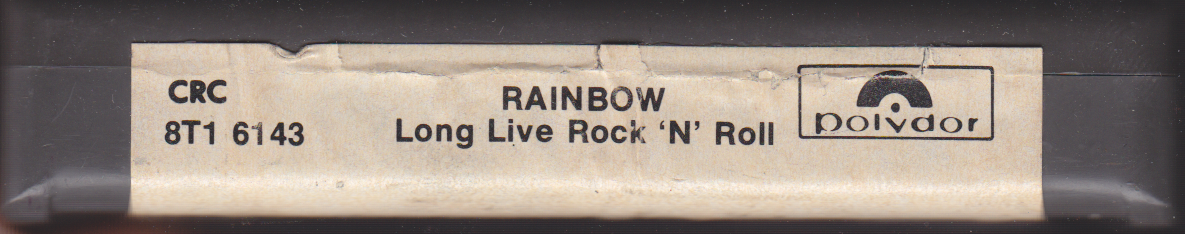 CRC
8T1 6143
RAINBOW
Long Live Rock 'N' Roll
polydor